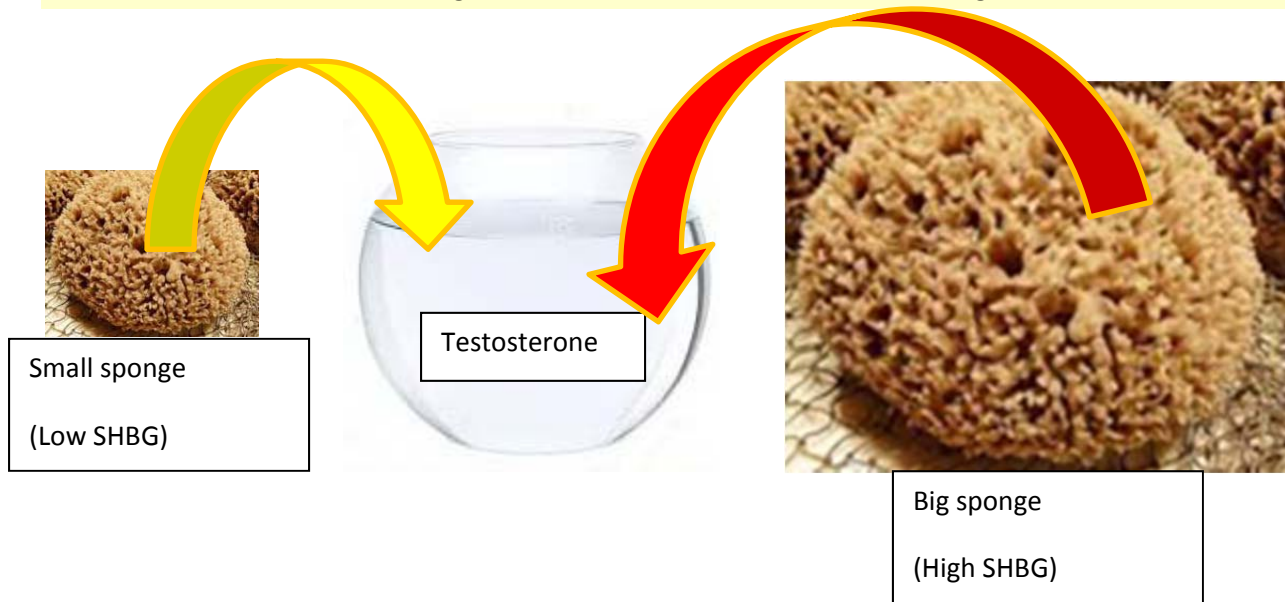 Small sponge
(Low SHBG)
Testosterone
Big sponge
(High SHBG)